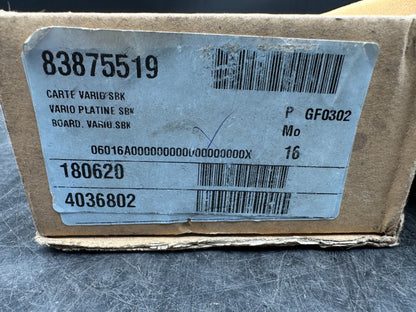 83875519
CARTE VARIO SBK
VARIO PLATINE SBK
BOARD. VARIO.SBK
P GF0302
Mo
06016A000000000000000000X 16
180620
4036802